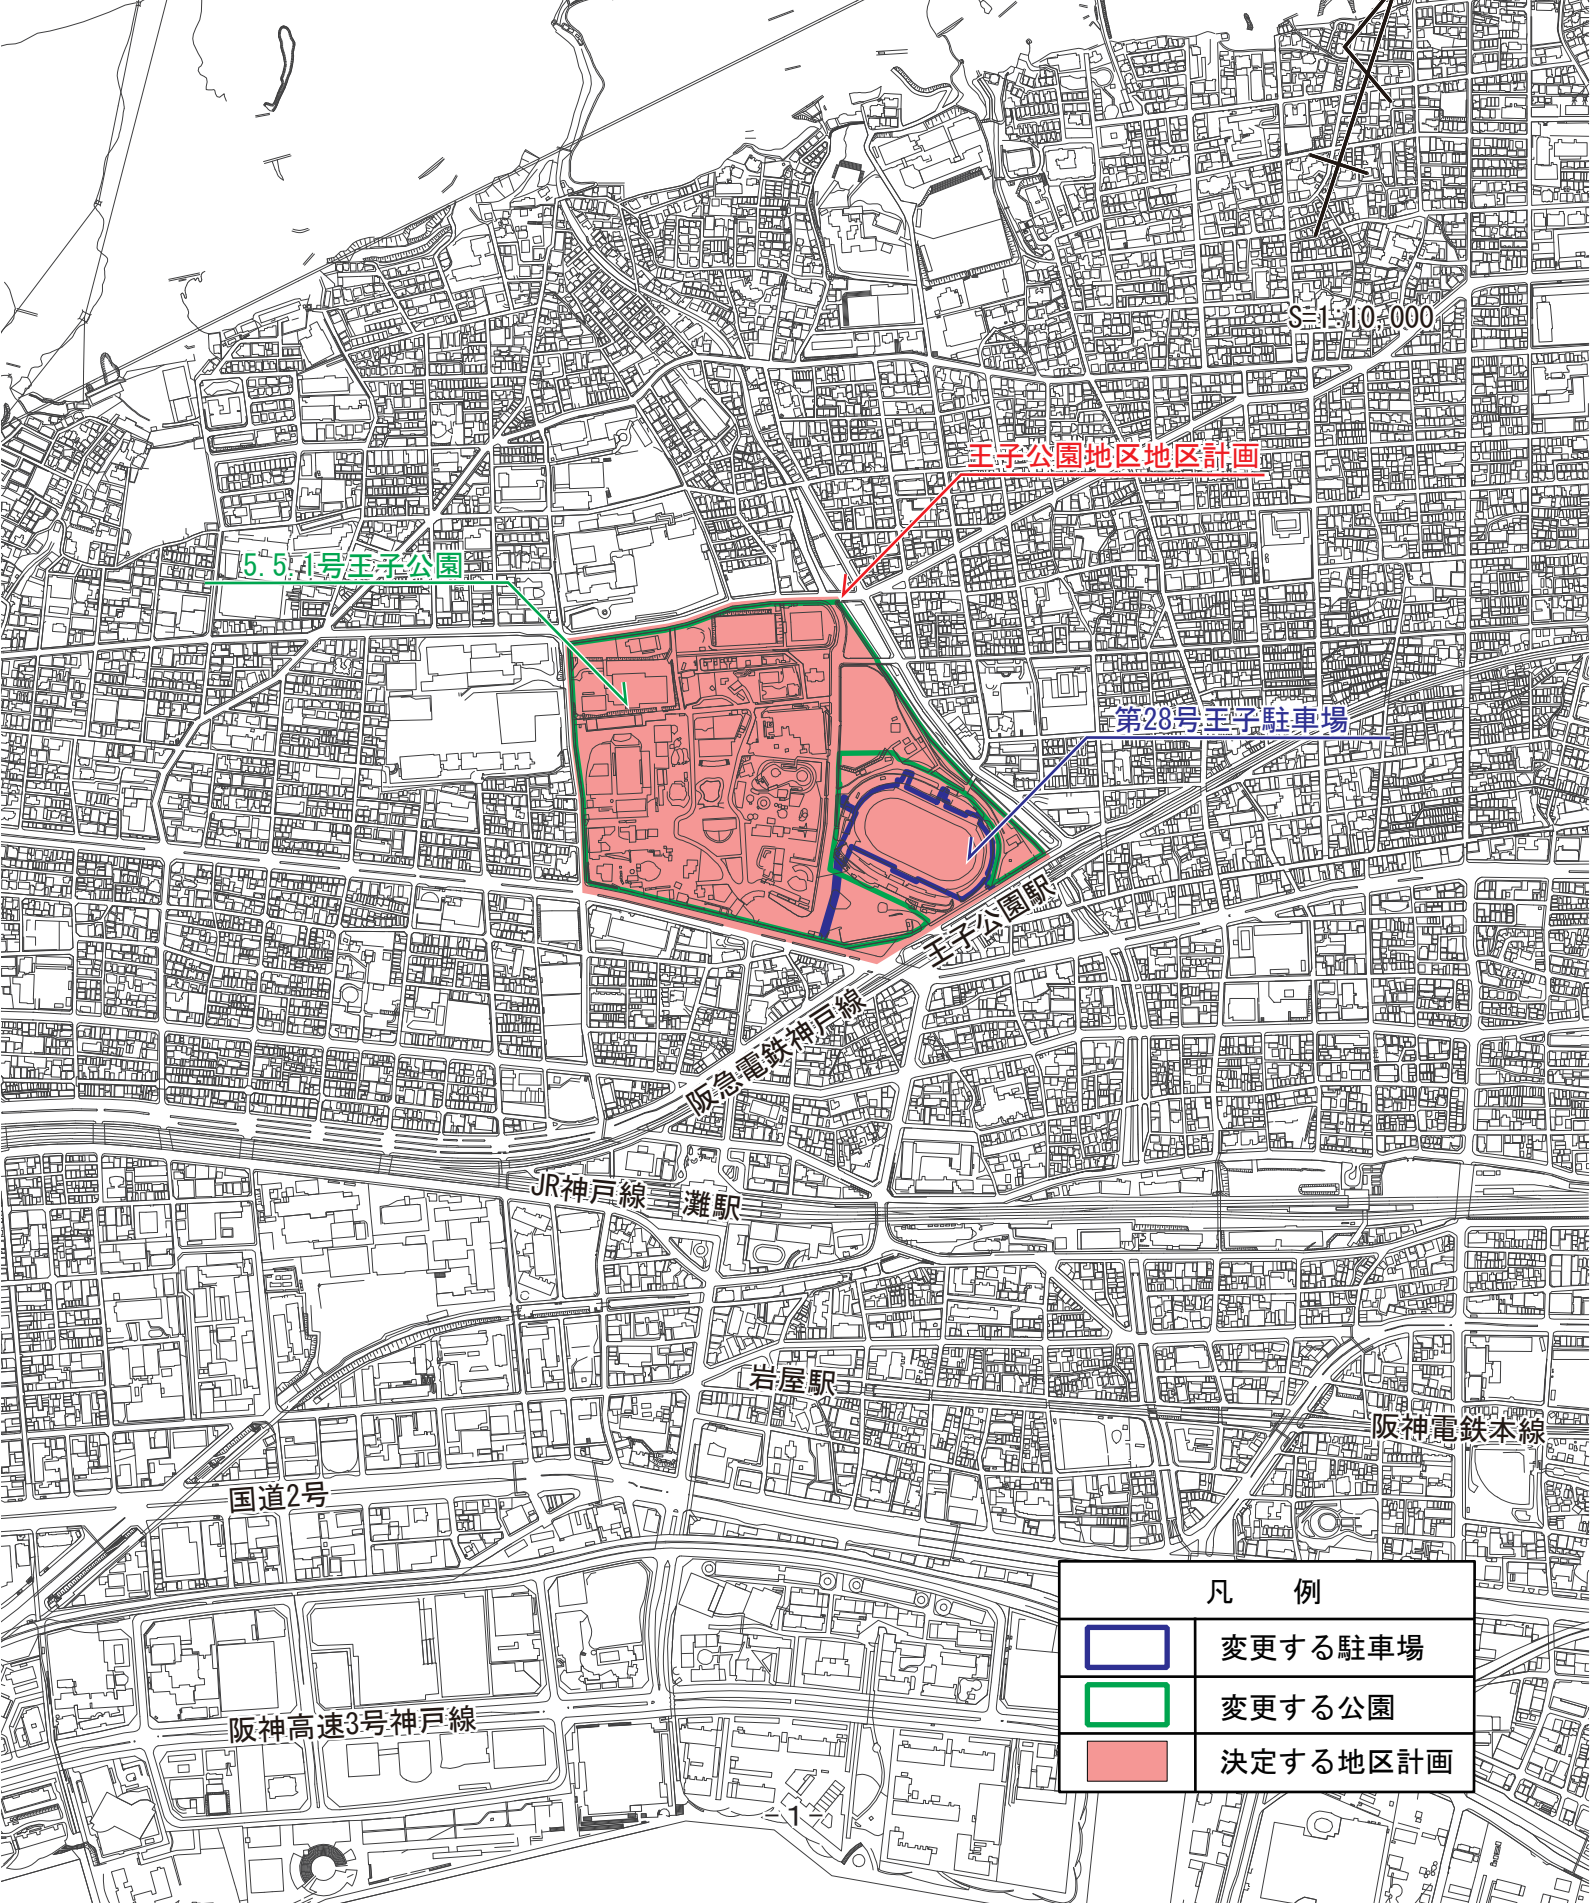 S=1:10,000
王子公園地区地区計画
5.5.1号王子公園
第28号王子駐車場
王子公園駅
阪急電鉄神戸線
JR神戸線　灘駅
岩屋駅
阪神電鉄本線
国道2号
阪神高速3号神戸線
凡　例
変更する駐車場
変更する公園
決定する地区計画
-1-